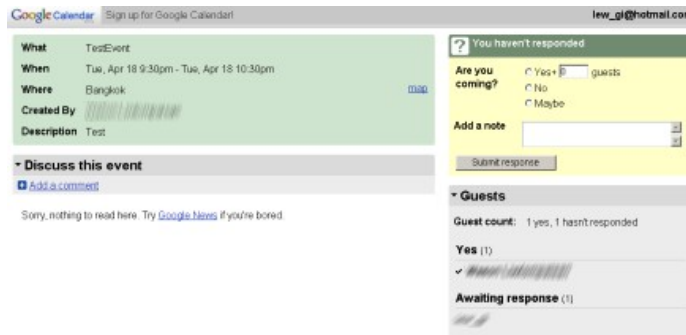 Google Calendar Sign up for Google Calendar! lew_gi@hotmail.com
What TestEvent
When Tue, Apr 18 9:30pm - Tue, Apr 18 10:30pm
Where Bangkok map
Created By
Description Test
Discuss this event
Add a comment
Sorry, nothing to read here. Try Google News if you're bored.
? You haven't responded
Are you coming? Yes+ 0 guests
No
Maybe
Add a note
Submit response
Guests
Guest count: 1 yes, 1 hasn't responded
Yes (1)
Awaiting response (1)